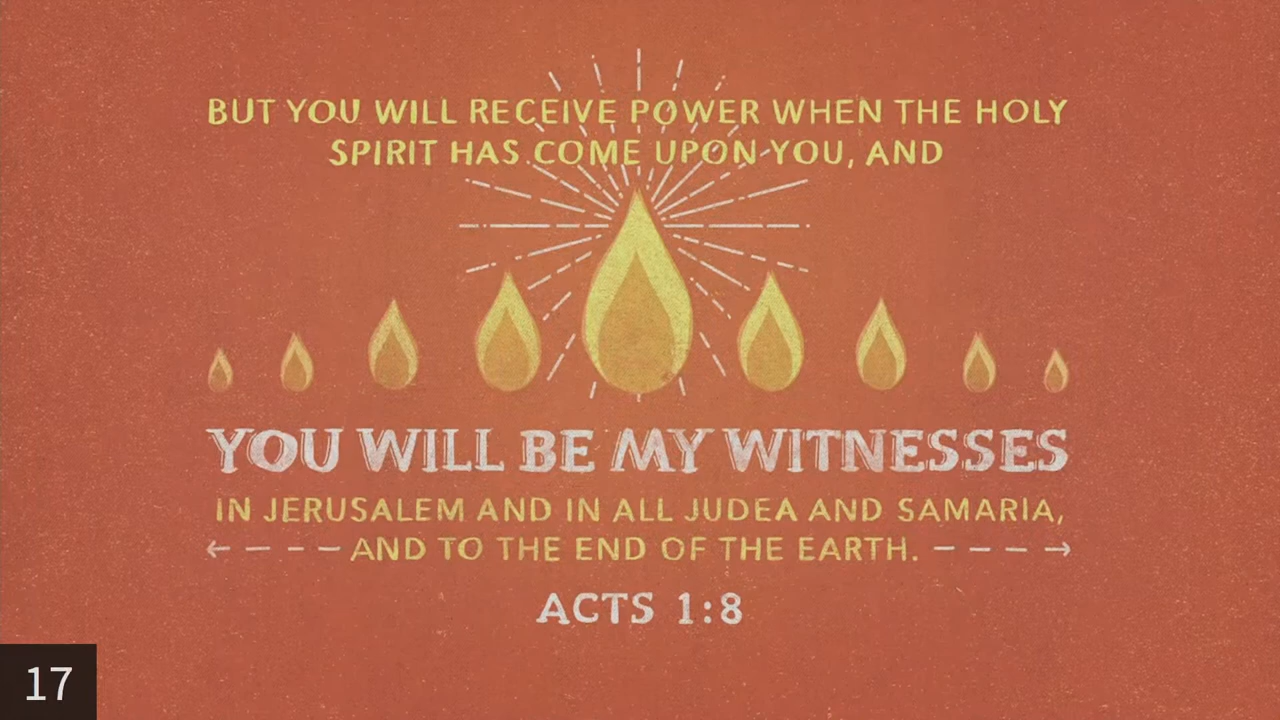 BUT YOU WILL RECEIVE POWER WHEN THE HOLY
SPIRIT HAS COME UPON YOU, AND
YOU WILL BE MY WITNESSES
IN JERUSALEM AND IN ALL JUDEA AND SAMARIA,
AND TO THE END OF THE EARTH.
ACTS 1:8
17